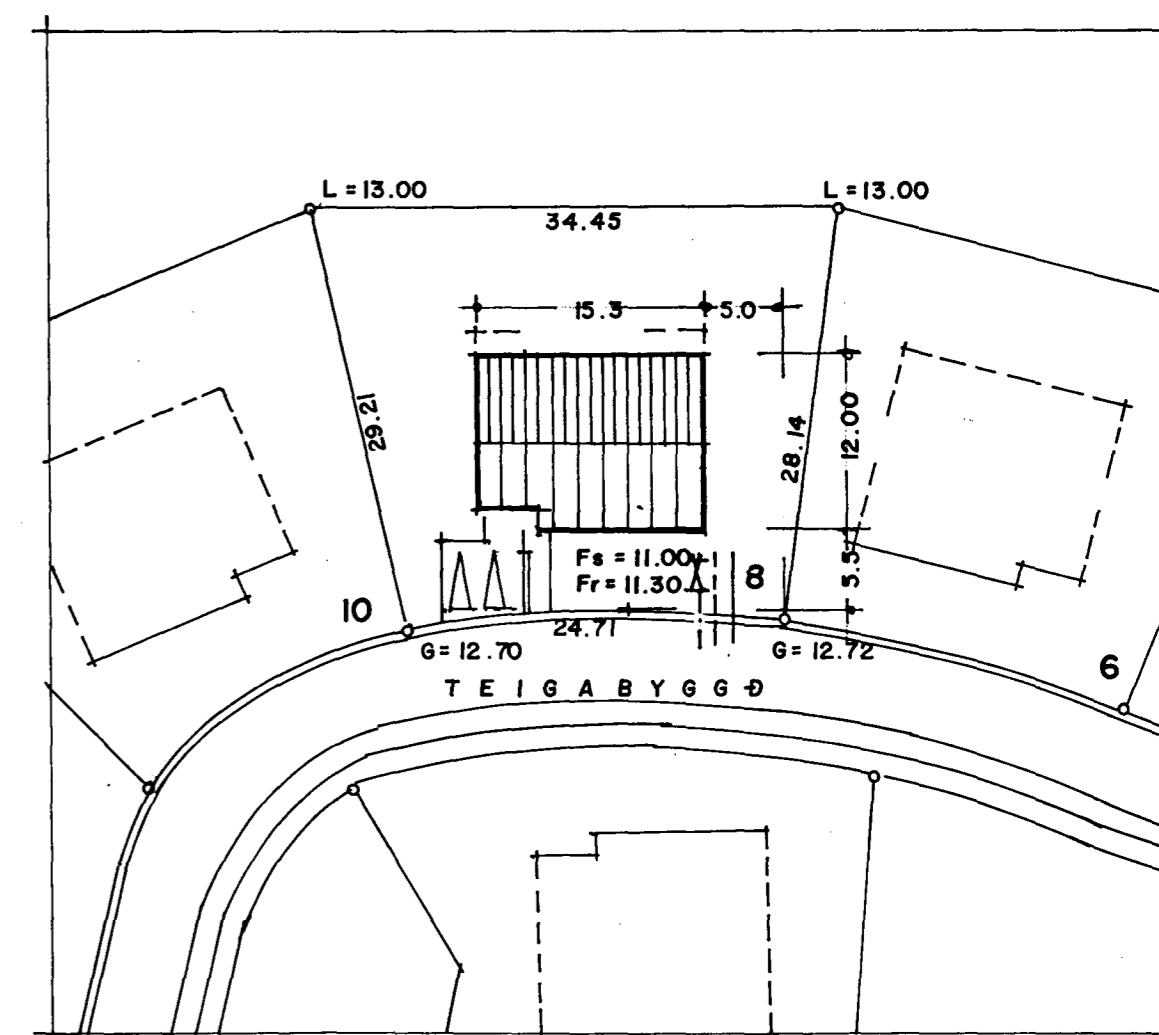 L = 13.00
L = 13.00
34.45
15.3
5.0
29.21
28.14
12.00
5.5
Fs = 11.00
Fr = 11.30
8
10
24.71
G = 12.70
G = 12.72
6
TEIGABYGGÐ